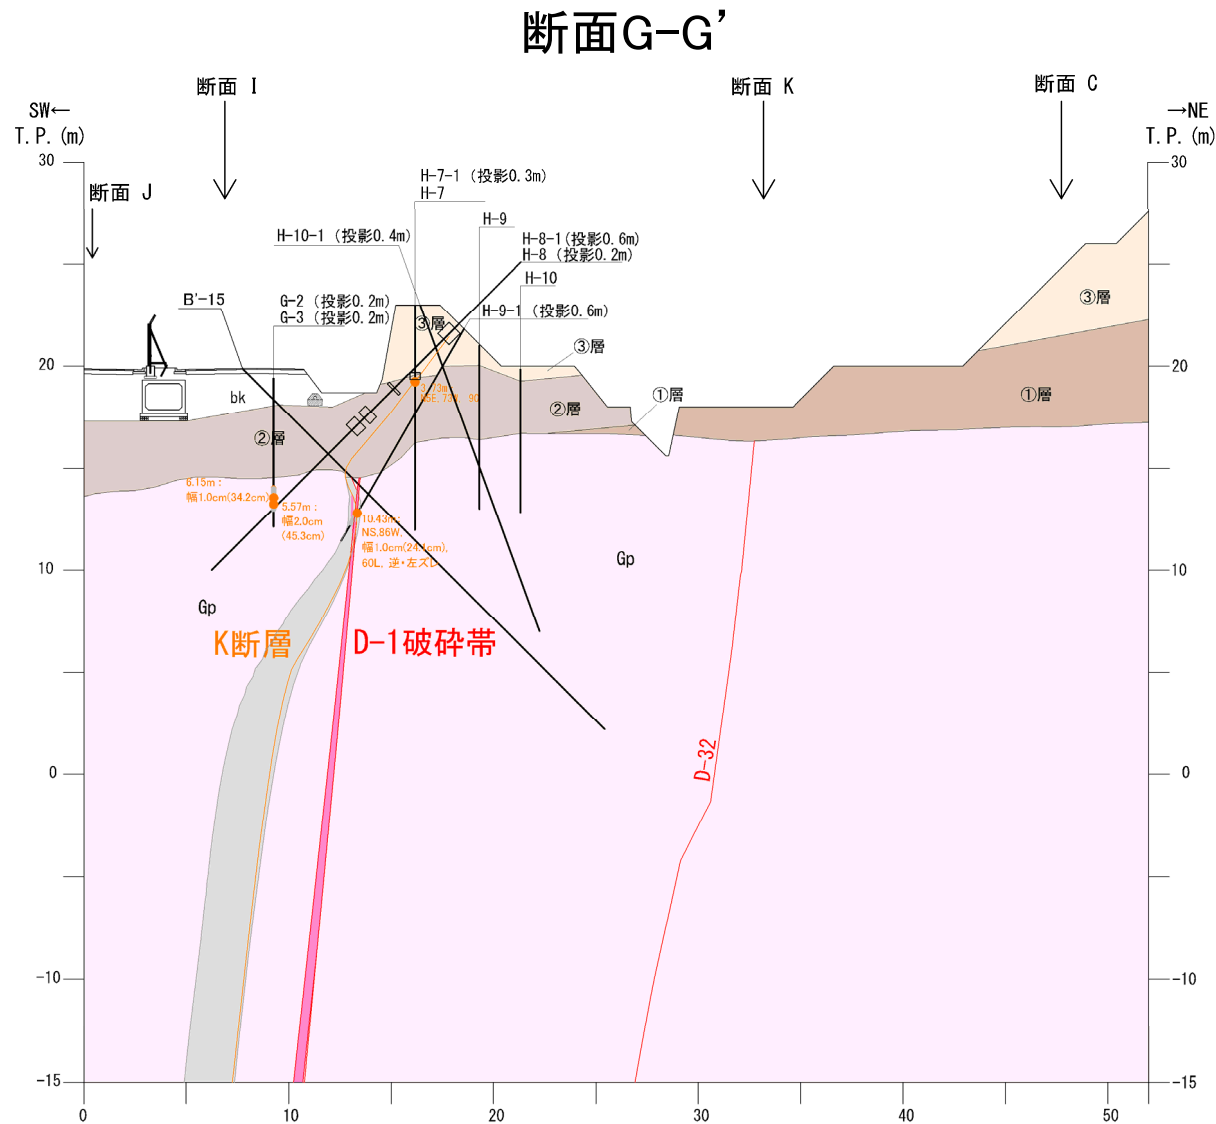 断面G-G’
断面 I
断面 K
断面 C
SW←
→NE
T.P.(m)
T.P.(m)
30
30
断面 J
H-7-1 (投影0.3m)
H-7
H-9
H-10-1 (投影0.4m)
H-8-1(投影0.6m)
H-8 (投影0.2m)
H-10
B'-15
G-2 (投影0.2m)
G-3 (投影0.2m)
H-9-1 (投影0.6m)
③層
③層
③層
20
20
bk
3.73m
①層
①層
②層
②層
6.15m：
幅1.0cm(34.2cm)
5.57m：
幅2.0cm
(45.3cm)
10.43m：
NS,86W,
幅1.0cm(24.1cm),
60L、逆・左ズレ
Gp
10
10
Gp
K断層
D-1破砕帯
D-32
0
0
-10
-10
-15
-15
0
10
20
30
40
50